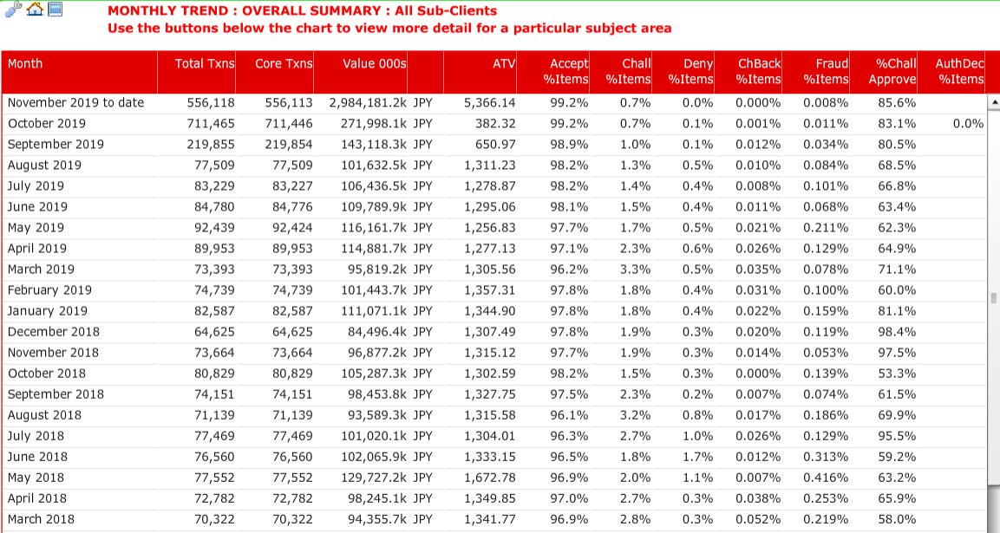 MONTHLY TREND : OVERALL SUMMARY : All Sub-Clients
Use the buttons below the chart to view more detail for a particular subject area
Month Total Txns Core Txns Value 000s ATV Accept Chall Deny ChBack Fraud %Chall AuthDec
%Items %Items %Items %Items %Items Approve %Items
November 2019 to date 556,118 556,113 2,984,181.2k JPY 5,366.14 99.2% 0.7% 0.0% 0.000% 0.008% 85.6%
October 2019 711,465 711,446 271,998.1k JPY 382.32 99.2% 0.7% 0.1% 0.001% 0.011% 83.1% 0.0%
September 2019 219,855 219,854 143,118.3k JPY 650.97 98.9% 1.0% 0.1% 0.012% 0.034% 80.5%
August 2019 77,509 77,509 101,632.5k JPY 1,311.23 98.2% 1.3% 0.5% 0.010% 0.084% 68.5%
July 2019 83,229 83,227 106,436.5k JPY 1,278.87 98.2% 1.4% 0.4% 0.008% 0.101% 66.8%
June 2019 84,780 84,776 109,789.9k JPY 1,295.06 98.1% 1.5% 0.4% 0.011% 0.068% 63.4%
May 2019 92,439 92,424 116,161.7k JPY 1,256.83 97.7% 1.7% 0.5% 0.021% 0.211% 62.3%
April 2019 89,953 89,953 114,881.7k JPY 1,277.13 97.1% 2.3% 0.6% 0.026% 0.129% 64.9%
March 2019 73,393 73,393 95,819.2k JPY 1,305.56 96.2% 3.3% 0.5% 0.035% 0.078% 71.1%
February 2019 74,739 74,739 101,443.7k JPY 1,357.31 97.8% 1.8% 0.4% 0.031% 0.100% 60.0%
January 2019 82,587 82,587 111,071.1k JPY 1,344.90 97.8% 1.8% 0.4% 0.022% 0.159% 81.1%
December 2018 64,625 64,625 84,496.4k JPY 1,307.49 97.8% 1.9% 0.3% 0.020% 0.119% 98.4%
November 2018 73,664 73,664 96,877.2k JPY 1,315.12 97.7% 1.9% 0.3% 0.014% 0.053% 97.5%
October 2018 80,829 80,829 105,287.3k JPY 1,302.59 98.2% 1.5% 0.3% 0.000% 0.139% 53.3%
September 2018 74,151 74,151 98,453.8k JPY 1,327.75 97.5% 2.3% 0.2% 0.007% 0.074% 61.5%
August 2018 71,139 71,139 93,589.3k JPY 1,315.58 96.1% 3.2% 0.8% 0.017% 0.186% 69.9%
July 2018 77,469 77,469 101,020.1k JPY 1,304.01 96.3% 2.7% 1.0% 0.026% 0.129% 95.5%
June 2018 76,560 76,560 102,065.9k JPY 1,333.15 96.5% 1.8% 1.7% 0.012% 0.313% 59.2%
May 2018 77,552 77,552 129,727.2k JPY 1,672.78 96.9% 2.0% 1.1% 0.007% 0.416% 63.2%
April 2018 72,782 72,782 98,245.1k JPY 1,349.85 97.0% 2.7% 0.3% 0.038% 0.253% 65.9%
March 2018 70,322 70,322 94,355.7k JPY 1,341.77 96.9% 2.8% 0.3% 0.052% 0.219% 58.0%